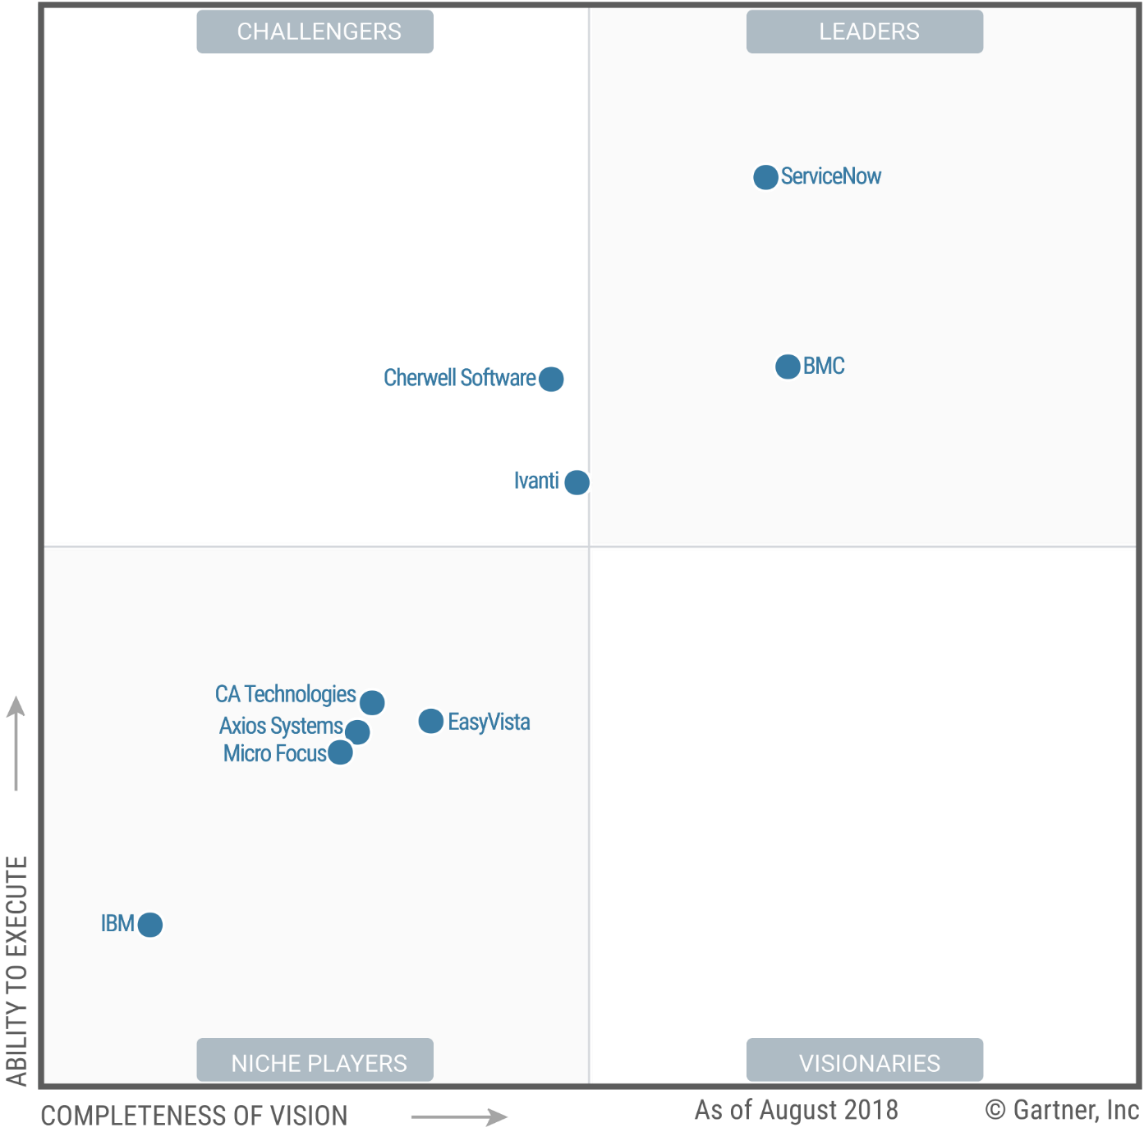 CHALLENGERS
LEADERS
ServiceNow
BMC
Cherwell Software
Ivanti
CA Technologies
Axios Systems
EasyVista
Micro Focus
IBM
NICHE PLAYERS
VISIONARIES
ABILITY TO EXECUTE
COMPLETENESS OF VISION
As of August 2018
© Gartner, Inc